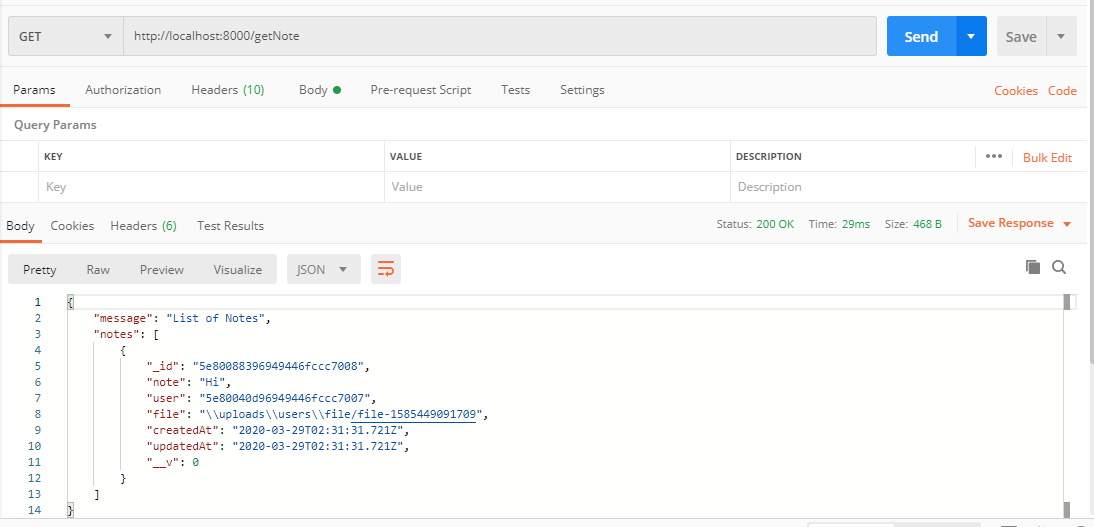 GET http://localhost:8000/getNote Send Save
Params Authorization Headers (10) Body Pre-request Script Tests Settings Cookies Code
Query Params
KEY VALUE DESCRIPTION ••• Bulk Edit
Key Value Description
Body Cookies Headers (6) Test Results Status: 200 OK Time: 29ms Size: 468 B Save Response
Pretty Raw Preview Visualize JSON
1 {
2 "message": "List of Notes",
3 "notes": [
4 {
5 "_id": "5e80088396949446fccc7008",
6 "note": "Hi",
7 "user": "5e80040d96949446fccc7007",
8 "file": "\\uploads\\users\\file/file-1585449091709",
9 "createdAt": "2020-03-29T02:31:31.721Z",
10 "updatedAt": "2020-03-29T02:31:31.721Z",
11 "__v": 0
12 }
13 ]
14 }